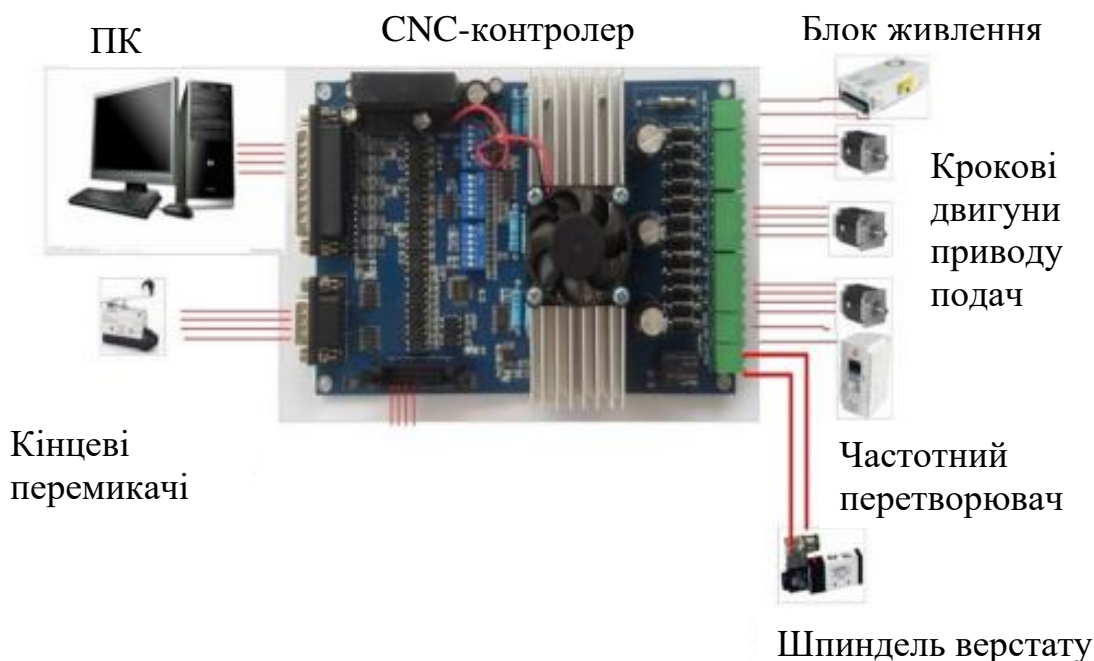 ПК
CNC-контролер
Блок живлення
Крокові
двигуни
приводу
подач
Кінцеві
перемикачі
Частотний
перетворювач
Шпиндель верстату